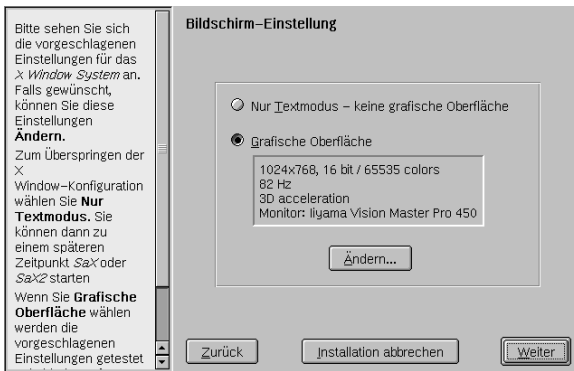 Bitte sehen Sie sich
die vorgeschlagenen
Einstellungen für das
X Window System an.
Falls gewünscht,
können Sie diese
Einstellungen
Ändern.
Zum Überspringen der
X
Window-Konfiguration
wählen Sie Nur
Textmodus. Sie
können dann zu
einem späteren
Zeitpunkt SaX oder
SaX2 starten
Wenn Sie Grafische
Oberfläche wählen
werden die
vorgeschlagenen
Einstellungen getestet
Bildschirm-Einstellung
Nur Textmodus - keine grafische Oberfläche
Grafische Oberfläche
1024x768, 16 bit / 65535 colors
82 Hz
3D acceleration
Monitor: Iiyama Vision Master Pro 450
Ändern...
Zurück
Installation abbrechen
Weiter